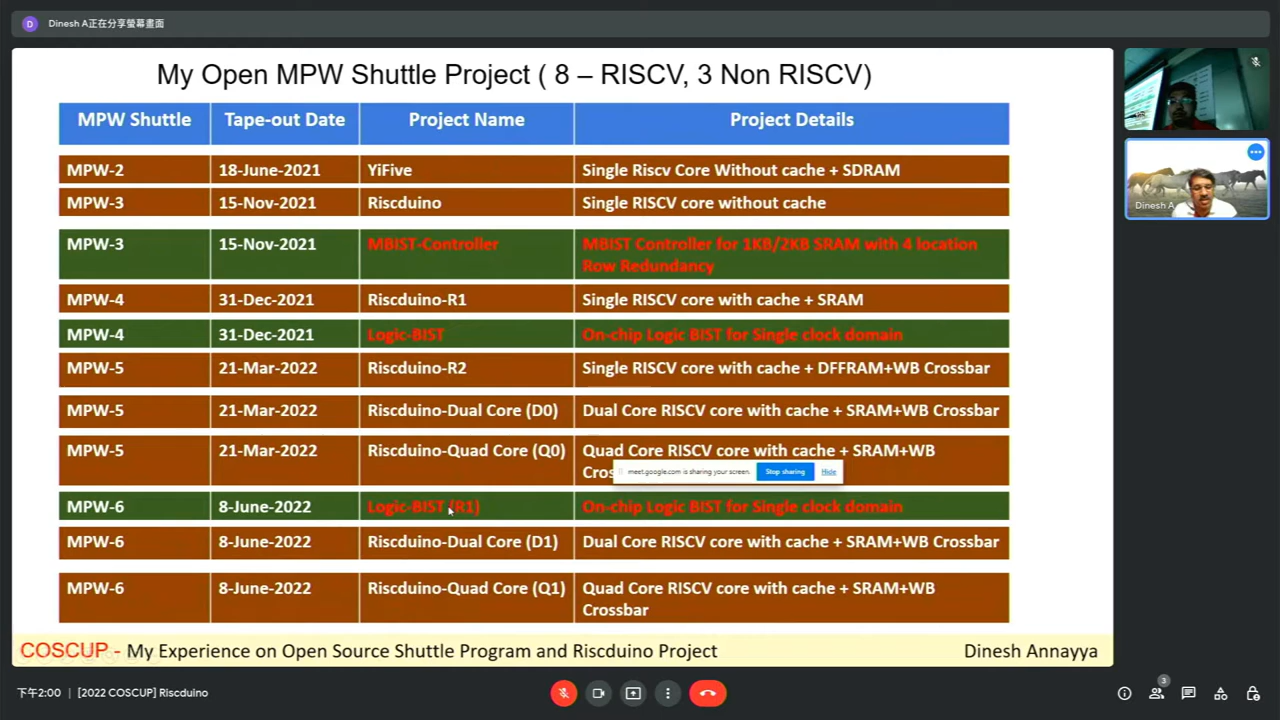 D Dinesh A正在分享螢幕畫面
My Open MPW Shuttle Project ( 8 – RISCV, 3 Non RISCV)
MPW Shuttle Tape-out Date Project Name Project Details
MPW-2 18-June-2021 YiFive Single Riscv Core Without cache + SDRAM
MPW-3 15-Nov-2021 Riscduino Single RISCV core without cache
MPW-3 15-Nov-2021 MBIST-Controller MBIST Controller for 1KB/2KB SRAM with 4 location
Row Redundancy
MPW-4 31-Dec-2021 Riscduino-R1 Single RISCV core with cache + SRAM
MPW-4 31-Dec-2021 Logic-BIST On-chip Logic BIST for Single clock domain
MPW-5 21-Mar-2022 Riscduino-R2 Single RISCV core with cache + DFFRAM+WB Crossbar
MPW-5 21-Mar-2022 Riscduino-Dual Core (D0) Dual Core RISCV core with cache + SRAM+WB Crossbar
MPW-5 21-Mar-2022 Riscduino-Quad Core (Q0) Quad Core RISCV core with cache + SRAM+WB
Cros
meet.google.com is sharing your screen. Stop sharing Hide
MPW-6 8-June-2022 Logic-BIST (R1) On-chip Logic BIST for Single clock domain
MPW-6 8-June-2022 Riscduino-Dual Core (D1) Dual Core RISCV core with cache + SRAM+WB Crossbar
MPW-6 8-June-2022 Riscduino-Quad Core (Q1) Quad Core RISCV core with cache + SRAM+WB
Crossbar
COSCUP - My Experience on Open Source Shuttle Program and Riscduino Project Dinesh Annayya
Dinesh A
下午2:00 | [2022 COSCUP] Riscduino
3